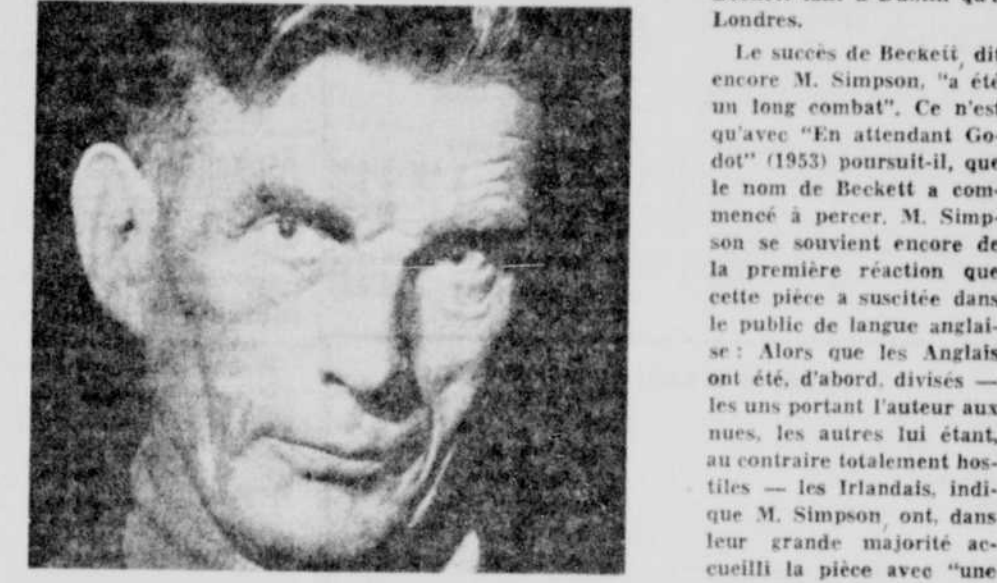 Londres.
Le succès de Beckett, dit
encore M. Simpson, "a été
un long combat". Ce n'est
qu'avec "En attendant Go-
dot" (1953) poursuit-il, que
le nom de Beckett a com-
mencé à percer. M. Simp-
son se souvient encore de
la première réaction que
cette pièce a suscitée dans
le public de langue anglai-
se : Alors que les Anglais
ont été, d'abord, divisés —
les uns portant l'auteur aux
nues, les autres lui étant,
au contraire totalement hos-
tiles — les Irlandais, indi-
que M. Simpson, ont, dans
leur grande majorité ac-
cueilli la pièce avec "une